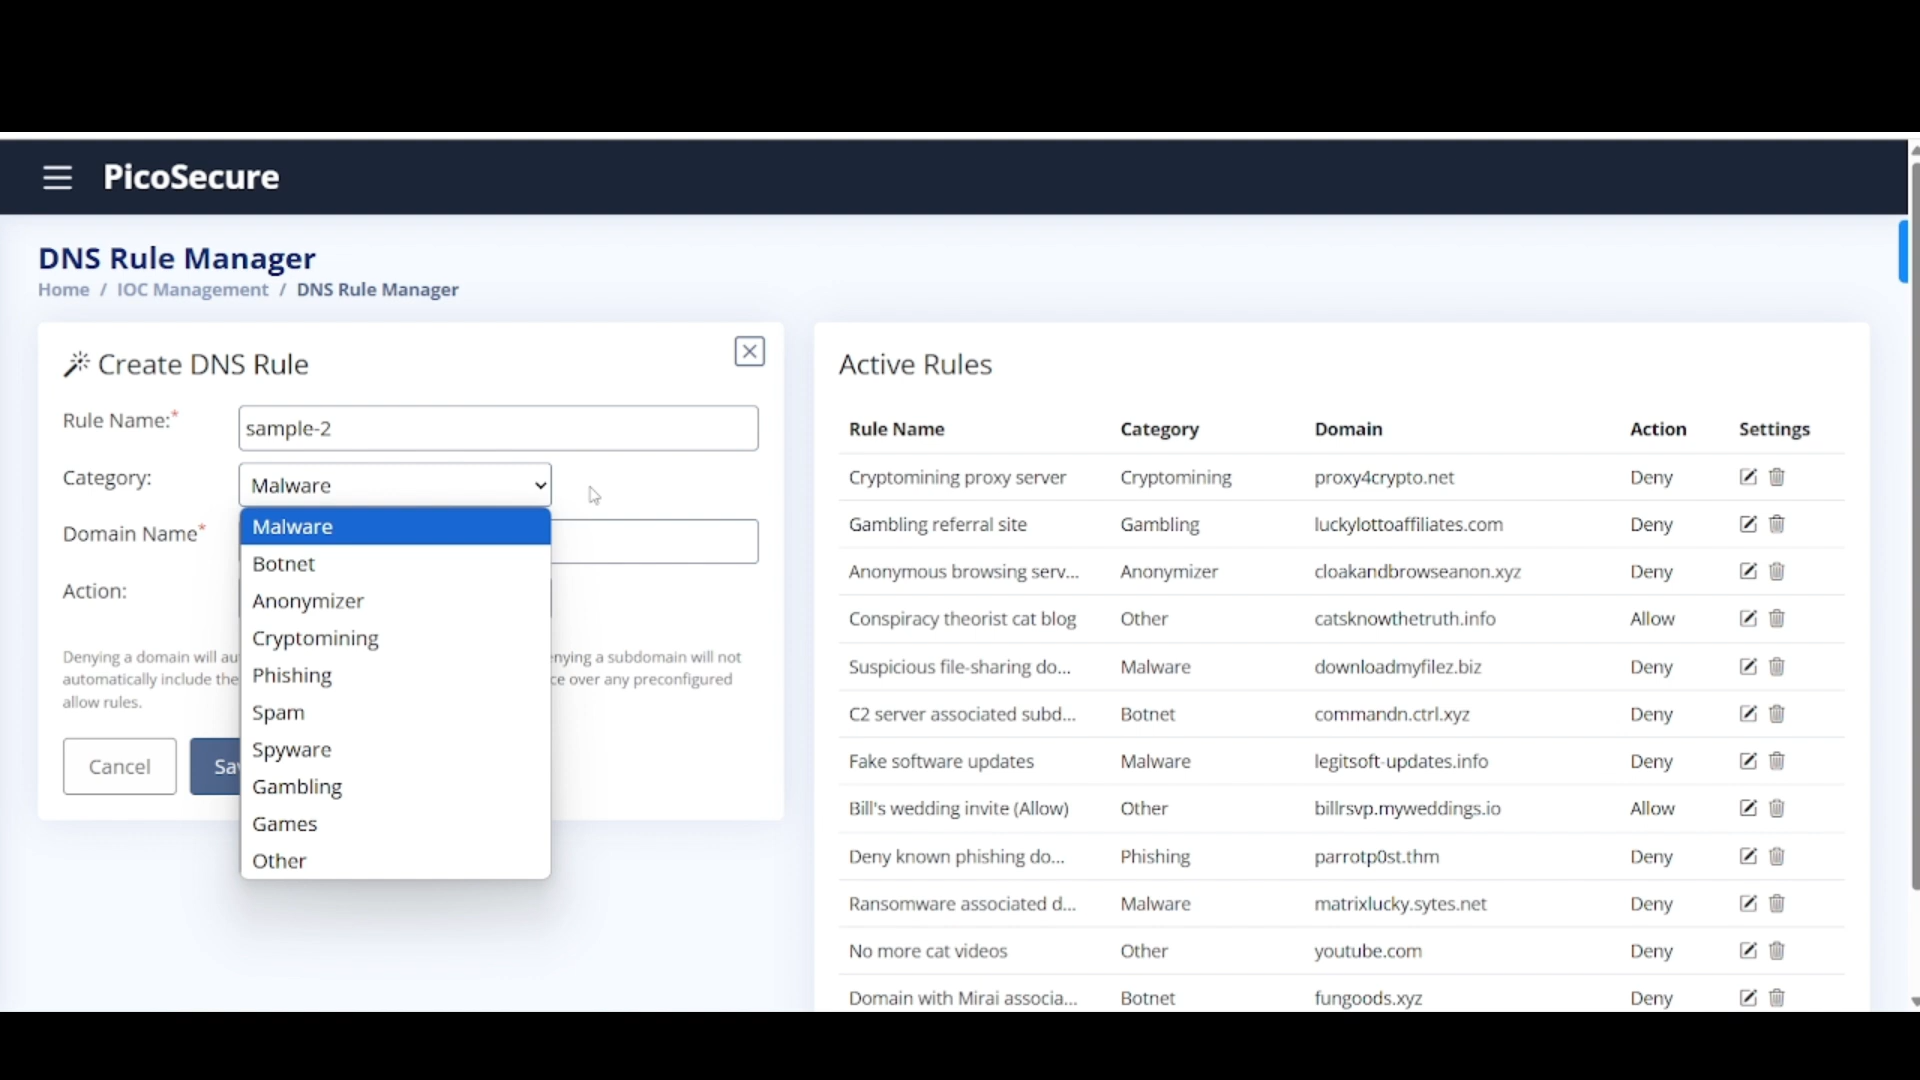 PicoSecure
DNS Rule Manager
Home / IOC Management / DNS Rule Manager
Create DNS Rule
Rule Name:* sample-2
Category: Malware
Malware
Domain Name*
Botnet
Action:
Anonymizer
Cryptomining
Denying a domain will au
nying a subdomain will not
automatically include the
ce over any preconfigured
allow rules.
Phishing
Spam
Spyware
Cancel
Sav
Gambling
Games
Other
Active Rules
Rule Name Category Domain Action Settings
Cryptomining proxy server Cryptomining proxy4crypto.net Deny
Gambling referral site Gambling luckylottoaffiliates.com Deny
Anonymous browsing serv... Anonymizer cloakandbrowseanon.xyz Deny
Conspiracy theorist cat blog Other catsknowthetruth.info Allow
Suspicious file-sharing do... Malware downloadmyfilez.biz Deny
C2 server associated subd... Botnet commandn.ctrl.xyz Deny
Fake software updates Malware legitsoft-updates.info Deny
Bill's wedding invite (Allow) Other billrsvp.myweddings.io Allow
Deny known phishing do... Phishing parrotp0st.thm Deny
Ransomware associated d... Malware matrixlucky.sytes.net Deny
No more cat videos Other youtube.com Deny
Domain with Mirai associa... Botnet fungoods.xyz Deny